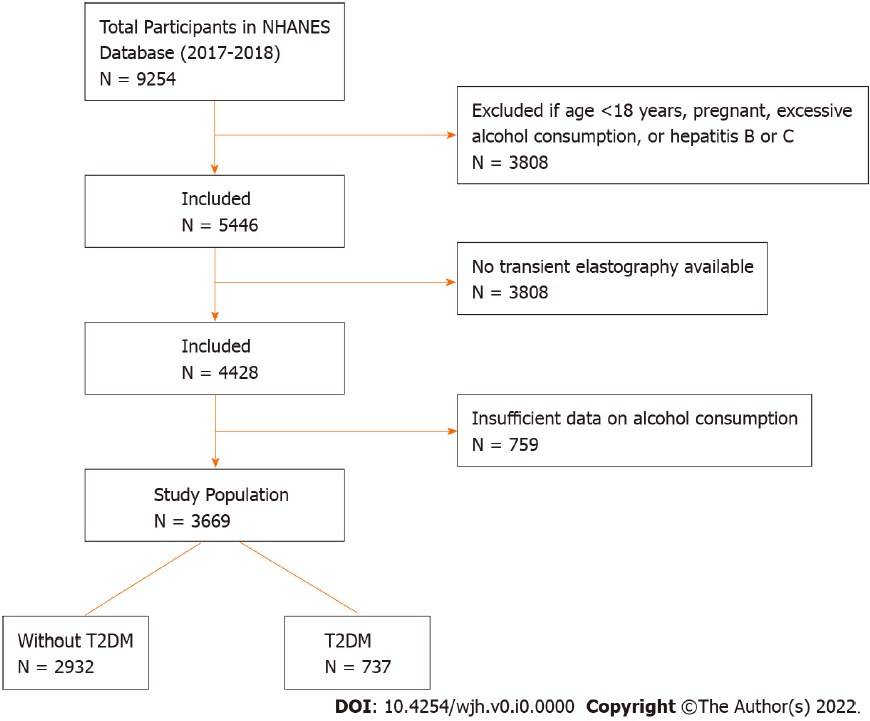 Total Participants in NHANES
Database (2017-2018)
N = 9254
Excluded if age <18 years, pregnant, excessive
alcohol consumption, or hepatitis B or C
N = 3808
Included
N = 5446
No transient elastography available
N = 3808
Included
N = 4428
Insufficient data on alcohol consumption
N = 759
Study Population
N = 3669
Without T2DM
N = 2932
T2DM
N = 737
DOI: 10.4254/wjh.v0.i0.0000 Copyright ©The Author(s) 2022.